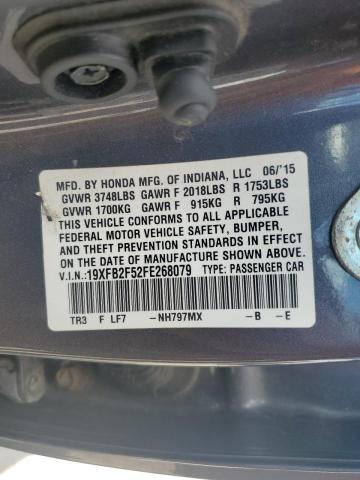 MFD. BY HONDA MFG. OF INDIANA, LLC 06/'15
GVWR 3748LBS GAWR F 2018LBS R 1753LBS
GVWR 1700KG GAWR F 915KG R 795KG
THIS VEHICLE CONFORMS TO ALL APPLICABLE
FEDERAL MOTOR VEHICLE SAFETY, BUMPER,
AND THEFT PREVENTION STANDARDS IN
EFFECT ON THE DATE OF MANUFACTURE SHOWN ABOVE.
V.I.N.:19XFB2F52FE268079 TYPE: PASSENGER CAR
TR3 F LF7 -NH797MX -B -E